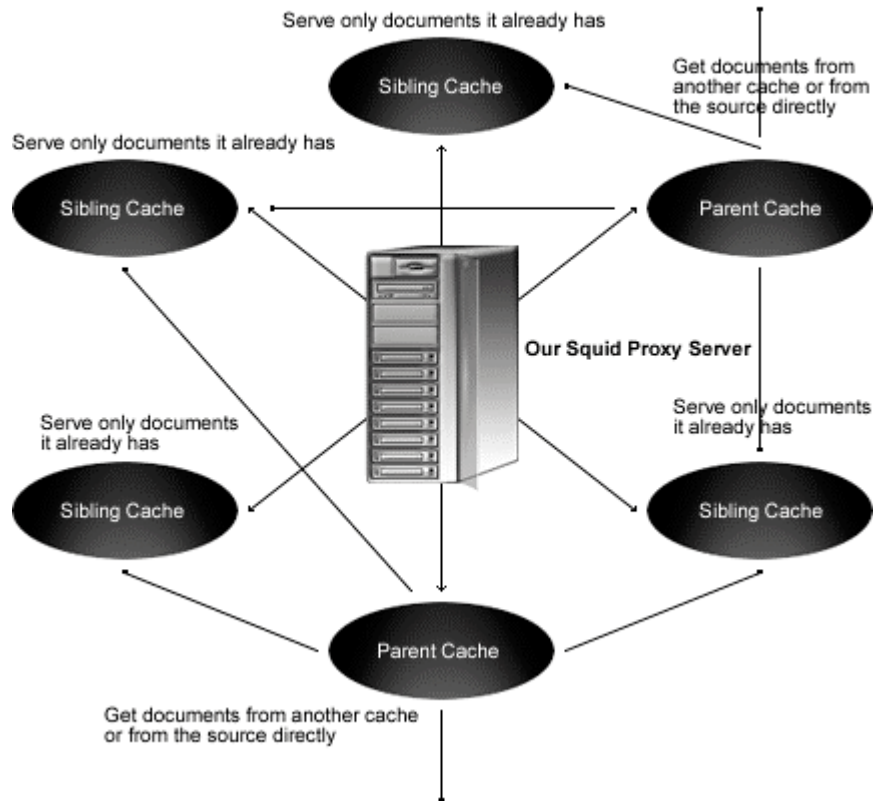 Serve only documents it already has
Sibling Cache
Get documents from
another cache or from
the source directly
Serve only documents it already has
Sibling Cache
Parent Cache
Our Squid Proxy Server
Serve only documents
it already has
Sibling Cache
Serve only documents
it already has
Sibling Cache
Parent Cache
Get documents from another cache
or from the source directly